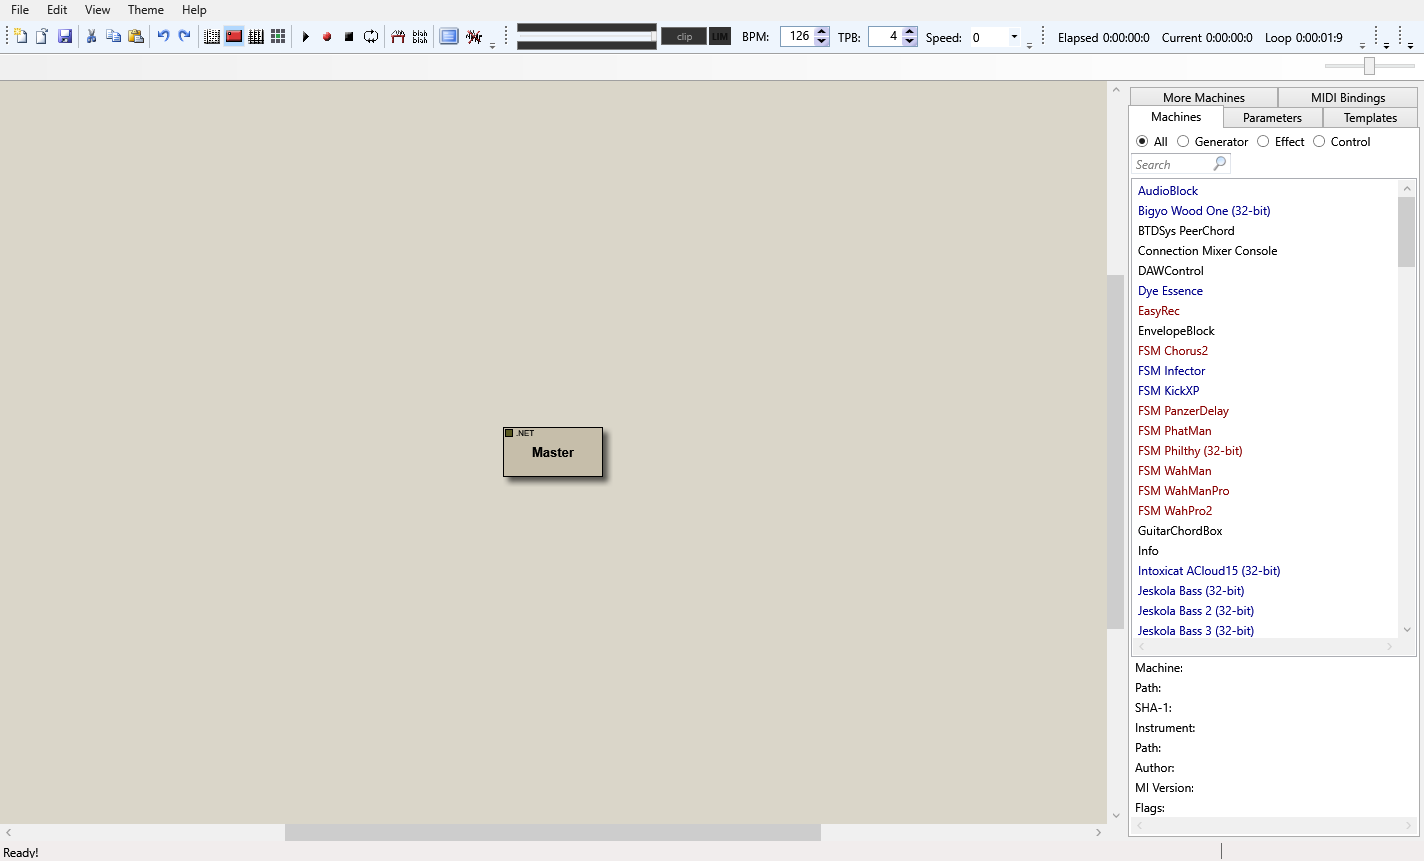 File Edit View Theme Help
clip LIM BPM: 126 TPB: 4 Speed: 0 Elapsed 0:00:00:0 Current 0:00:00:0 Loop 0:00:01:9
blah
blah
More Machines MIDI Bindings
Machines Parameters Templates
All Generator Effect Control
Search
AudioBlock
Bigyo Wood One (32-bit)
BTDSys PeerChord
Connection Mixer Console
DAWControl
Dye Essence
EasyRec
EnvelopeBlock
FSM Chorus2
FSM Infector
FSM KickXP
FSM PanzerDelay
FSM PhatMan
FSM Philthy (32-bit)
FSM WahMan
FSM WahManPro
FSM WahPro2
GuitarChordBox
Info
Intoxicat ACloud15 (32-bit)
Jeskola Bass (32-bit)
Jeskola Bass 2 (32-bit)
Jeskola Bass 3 (32-bit)
.NET
Master
Machine:
Path:
SHA-1:
Instrument:
Path:
Author:
MI Version:
Flags:
Ready!